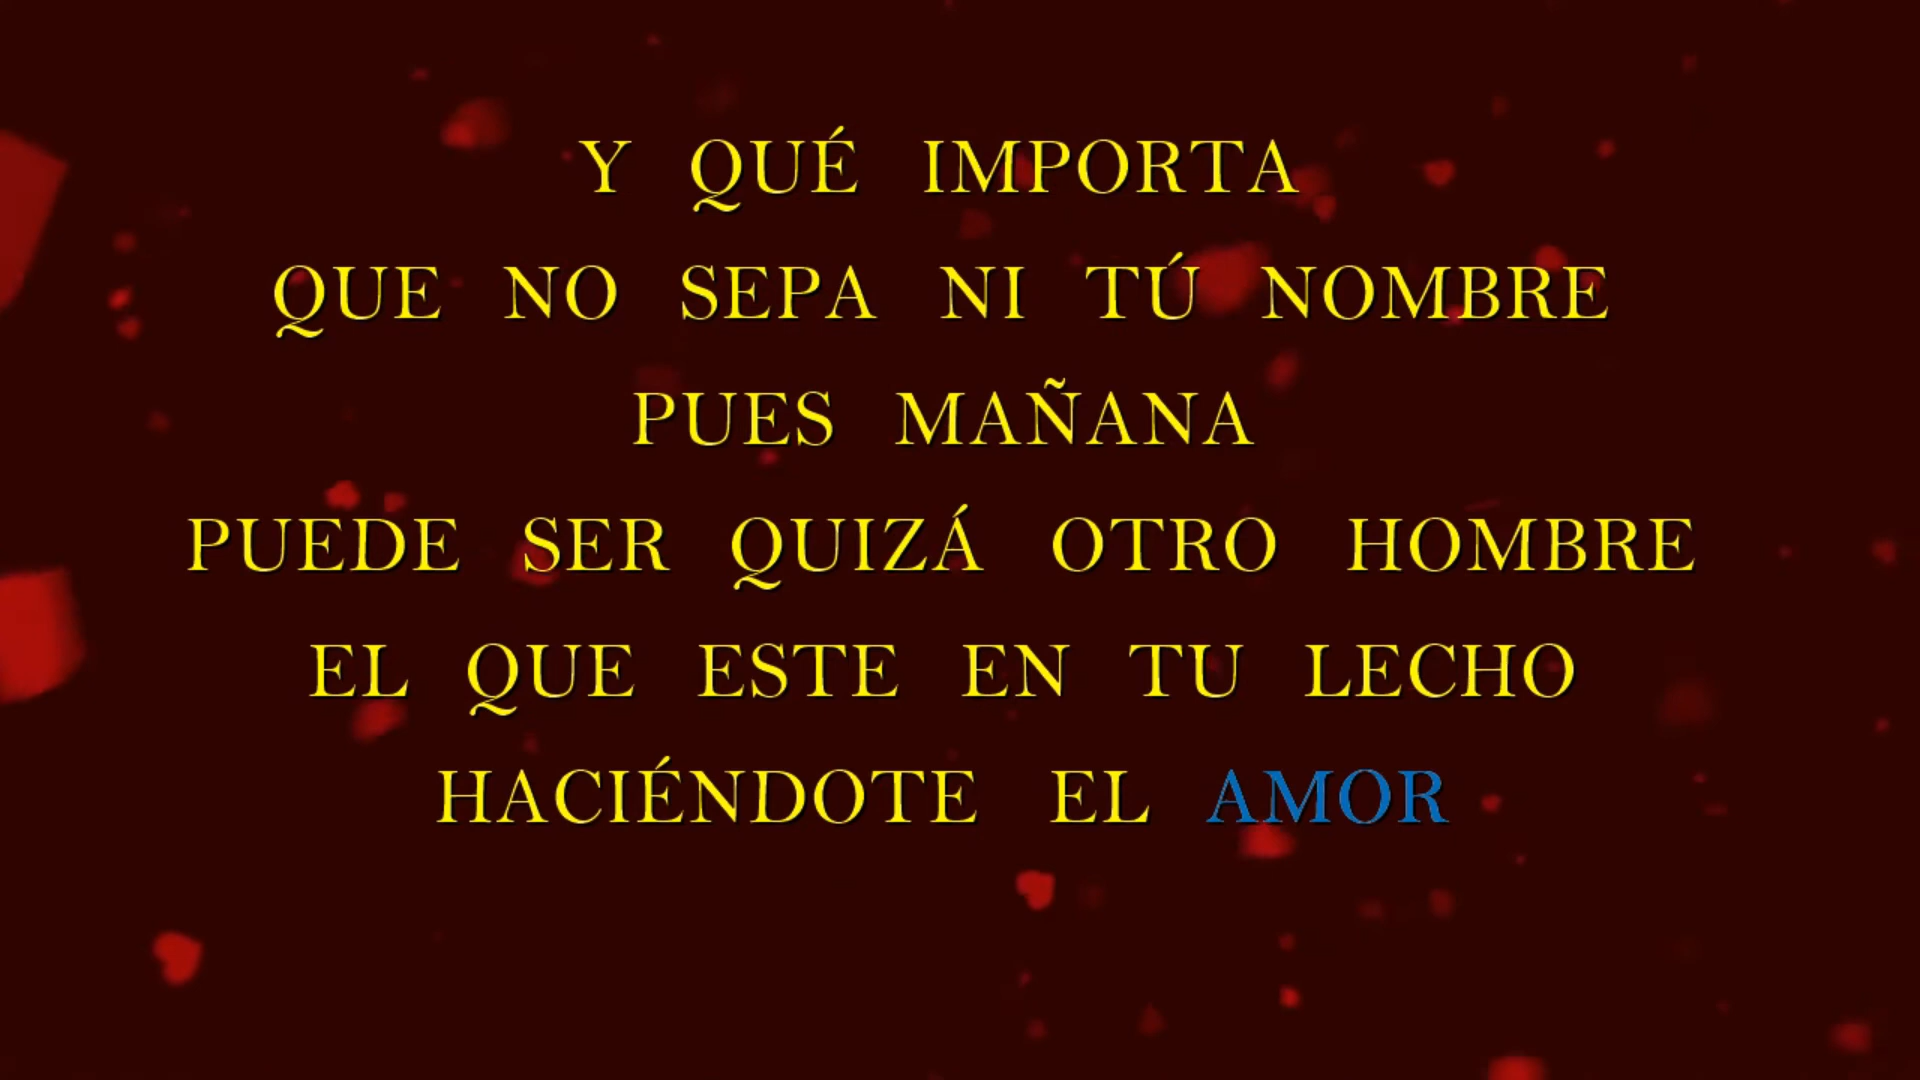 Y QUÉ IMPORTA
QUE NO SEPA NI TÚ NOMBRE
PUES MAÑANA
PUEDE SER QUIZÁ OTRO HOMBRE
EL QUE ESTE EN TU LECHO
HACIÉNDOTE EL AMOR